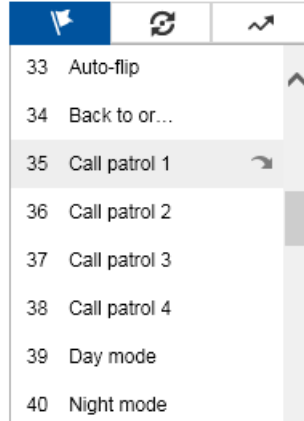 33 Auto-flip
34 Back to or...
35 Call patrol 1
36 Call patrol 2
37 Call patrol 3
38 Call patrol 4
39 Day mode
40 Night mode